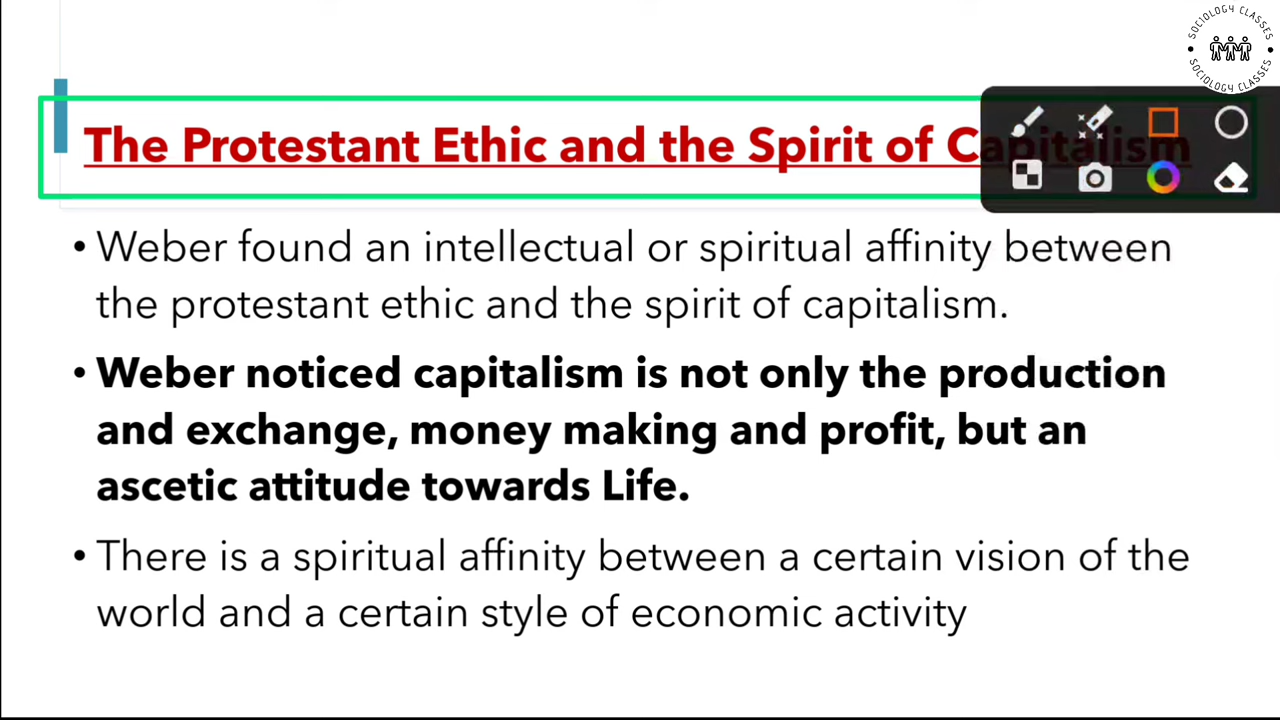 SOCIOLOGY CLASSES
SOCIOLOGY CLASSES
The Protestant Ethic and the Spirit of Capitalism
• Weber found an intellectual or spiritual affinity between
the protestant ethic and the spirit of capitalism.
• Weber noticed capitalism is not only the production
and exchange, money making and profit, but an
ascetic attitude towards Life.
• There is a spiritual affinity between a certain vision of the
world and a certain style of economic activity